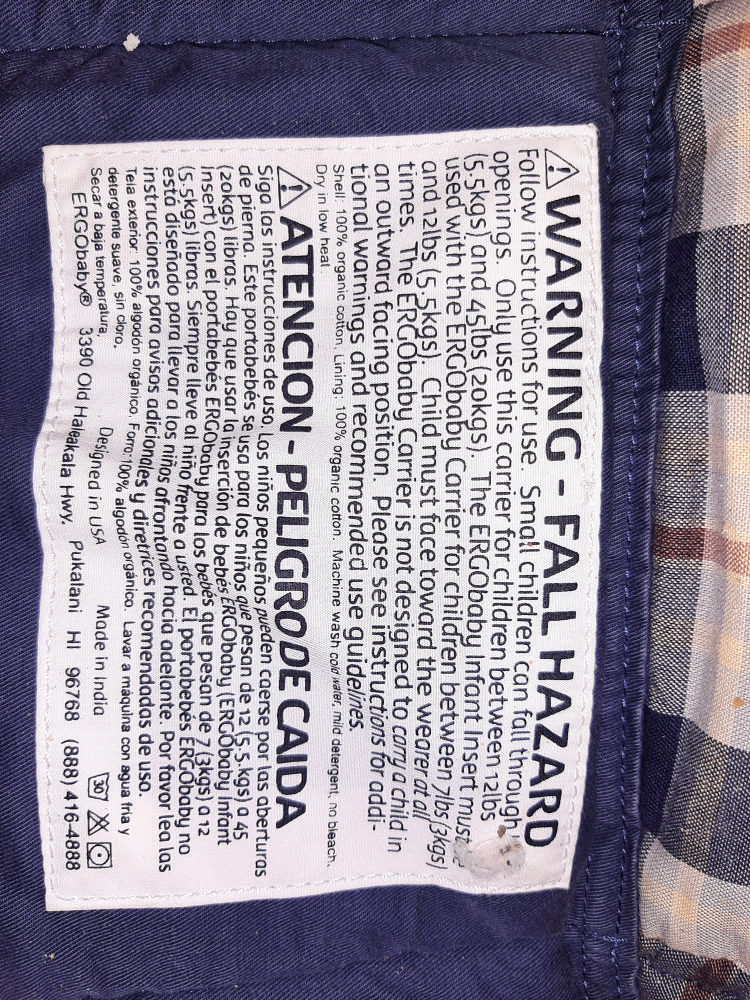 ⚠WARNING - FALL HAZARD
Follow instructions for use. Small children can fall through
openings. Only use this carrier for children between 12lbs
(5.5kgs) and 45lbs (20kgs). The ERGObaby Infant Insert must
used with the ERGObaby Carrier for children between 7lbs (3kgs)
and 12lbs (5.5kgs). Child must face toward the wearer at all
times. The ERGObaby Carrier is not designed to carry a child in
an outward facing position. Please see instructions for addi-
tional warnings and recommended use guidelines.
Shell: 100% organic cotton, Lining: 100% organic cotton. Machine wash cold water, mild detergent, no bleach.
Dry in low heat
⚠ATENCION - PELIGRO DE CAIDA
Siga las instrucciones de uso. Los niños pequeños pueden caerse por las aberturas
de pierna. Este portabebés se usa para los niños que pesan de 12 (5.5.kgs) a 45
(20kgs) libras. Hay que usar la inserción de bebés ERGObaby (ERGObaby Infant
Insert) con el portabebés ERGObaby para los bebés que pesan de 7 (3kgs) a 12
(5.5kgs) libras. Siempre lleve al niño frente a usted. El portabebés ERGObaby no
está diseñado para llevar a los niños afrontando hacia adelante. Por favor lea las
instrucciones para avisos adicionales y diretrices recomendadas de uso.
Tela exterior 100% algodón orgánico, Forro:100% algodon orgánico. Lavar a máquina con agua fria y
detergente suave, sin cloro,
Secar a baja temperatura, Designed in USA Made in India
ERGObaby® 3390 Old Haleakala Hwy. Pukalani HI 96768 (888) 416-4888
30